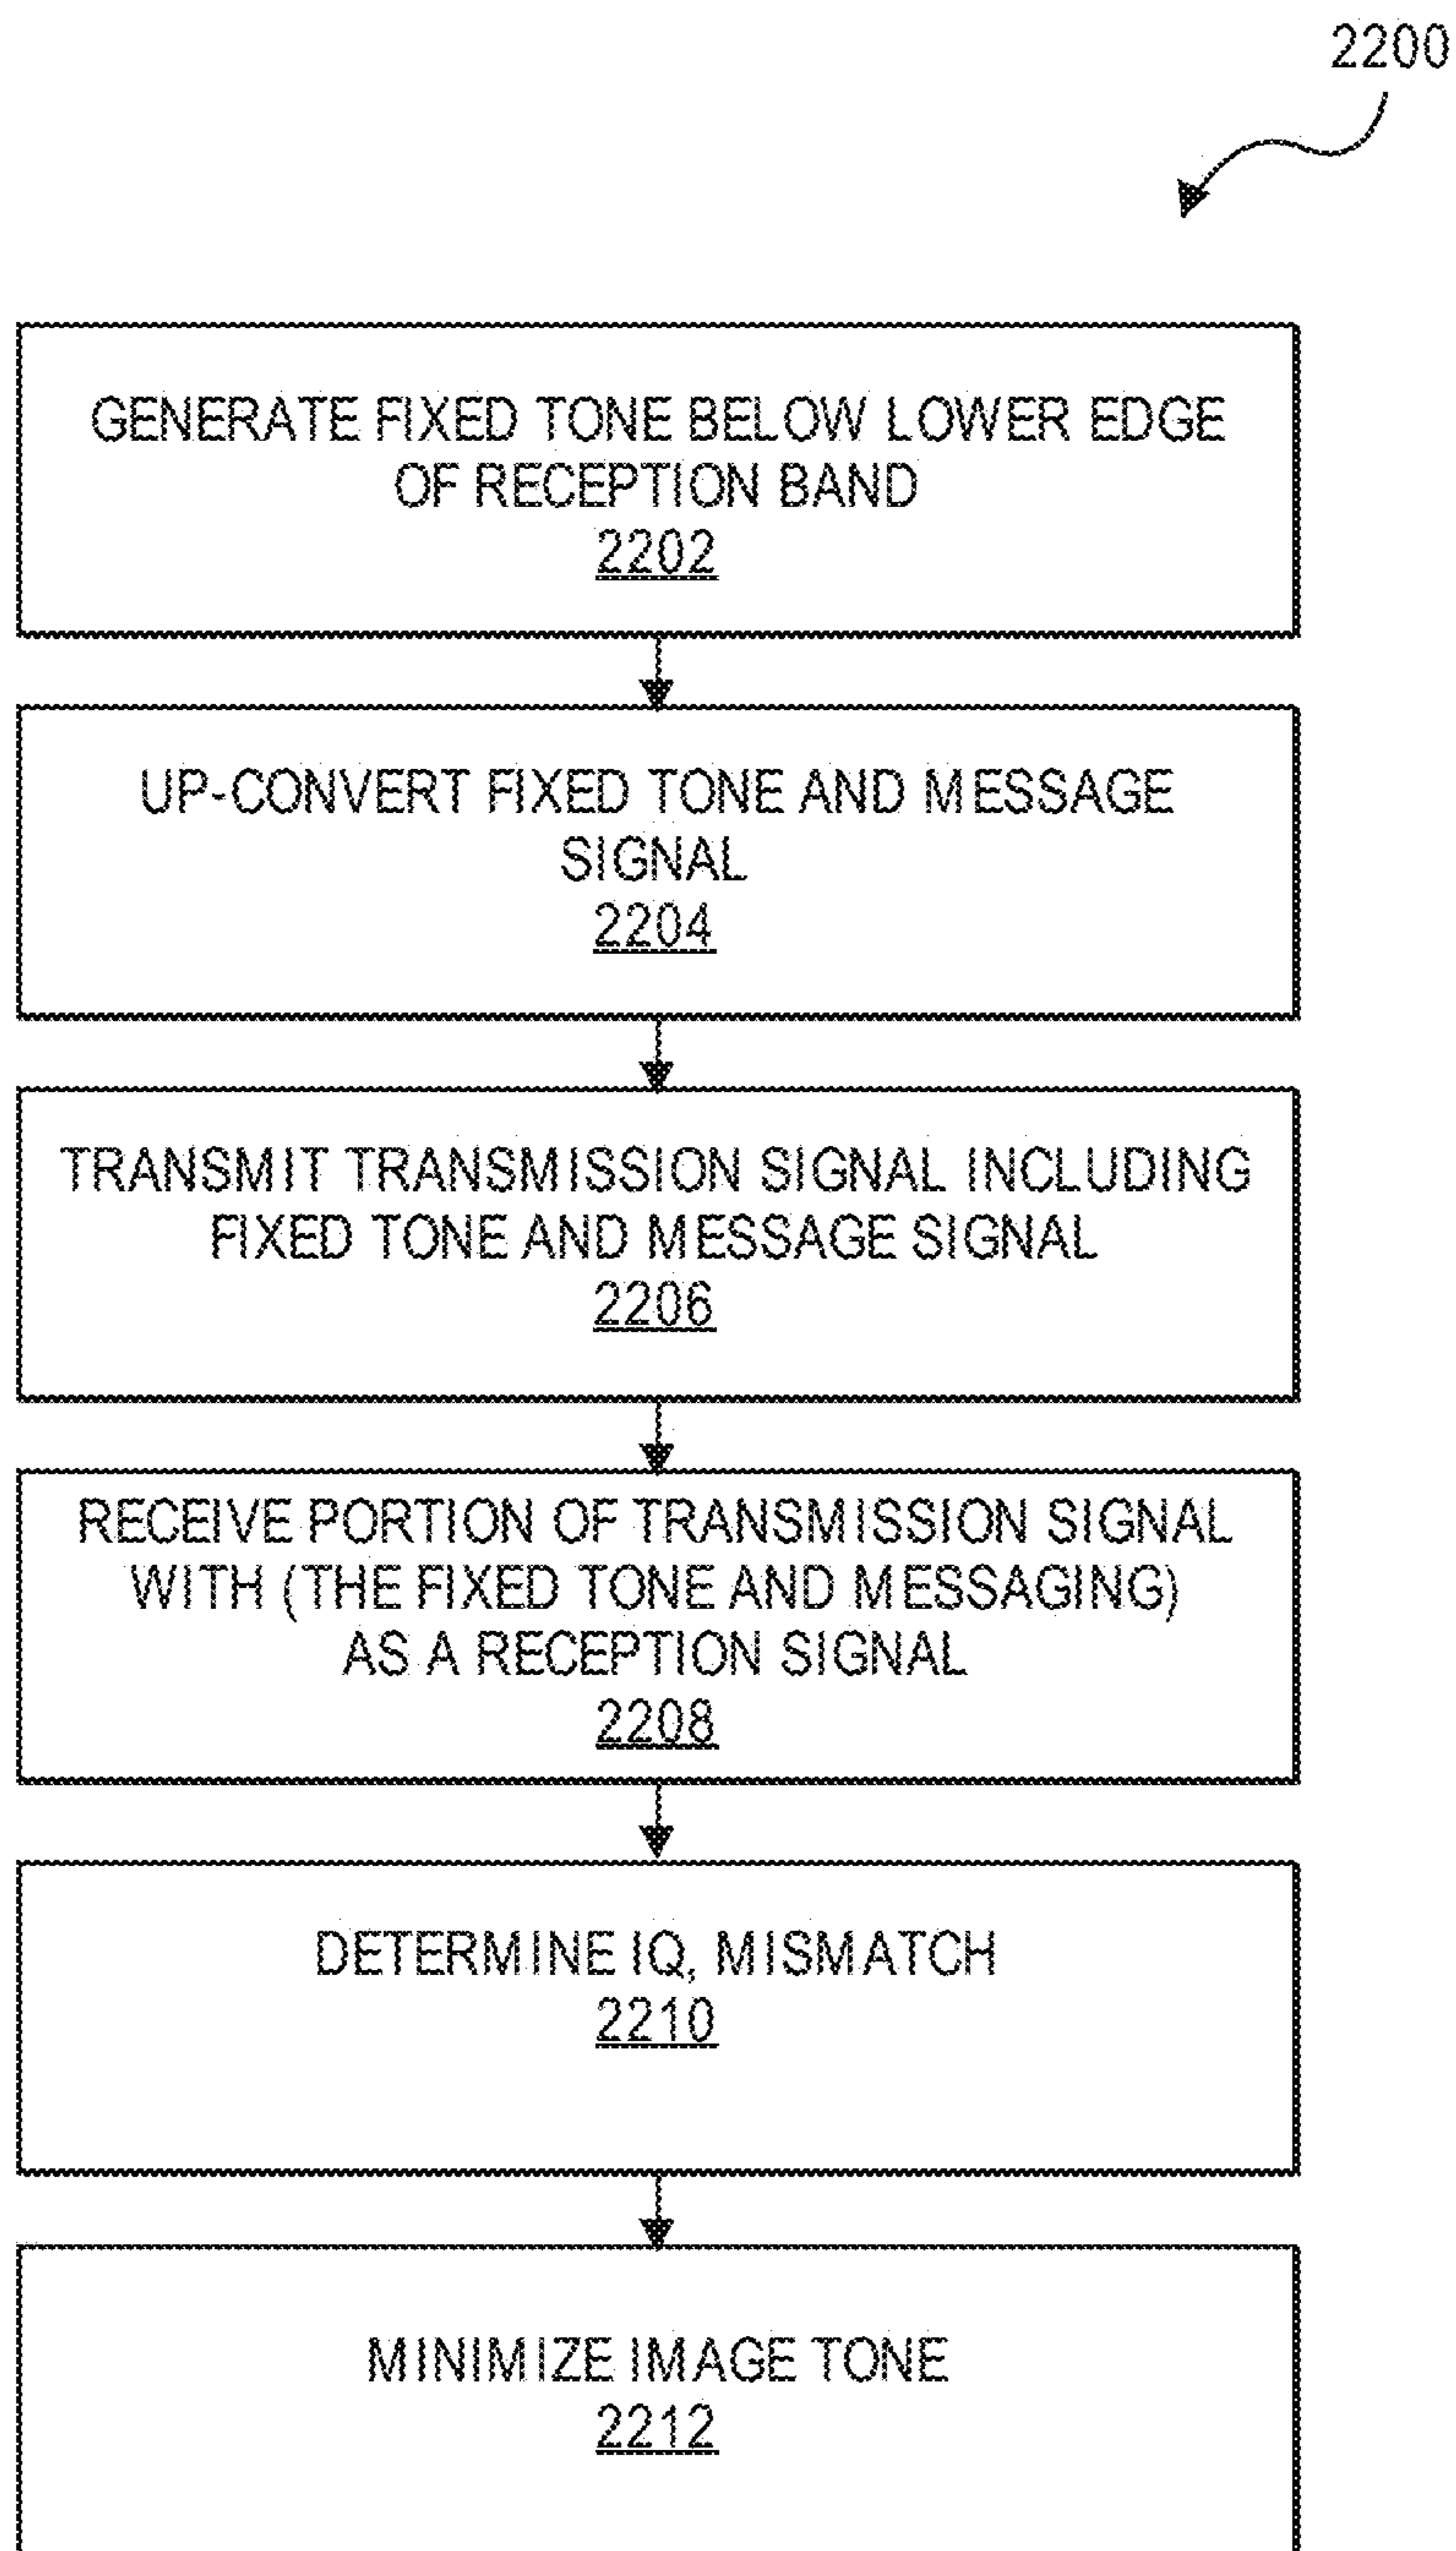 2200
GENERATE FIXED TONE BELOW LOWER EDGE
OF RECEPTION BAND
2202
UP-CONVERT FIXED TONE AND MESSAGE
SIGNAL
2204
TRANSMIT TRANSMISSION SIGNAL INCLUDING
FIXED TONE AND MESSAGE SIGNAL
2206
RECEIVE PORTION OF TRANSMISSION SIGNAL
WITH (THE FIXED TONE AND MESSAGING)
AS A RECEPTION SIGNAL
2208
DETERMINE IQ, MISMATCH
2210
MINIMIZE IMAGE TONE
2212